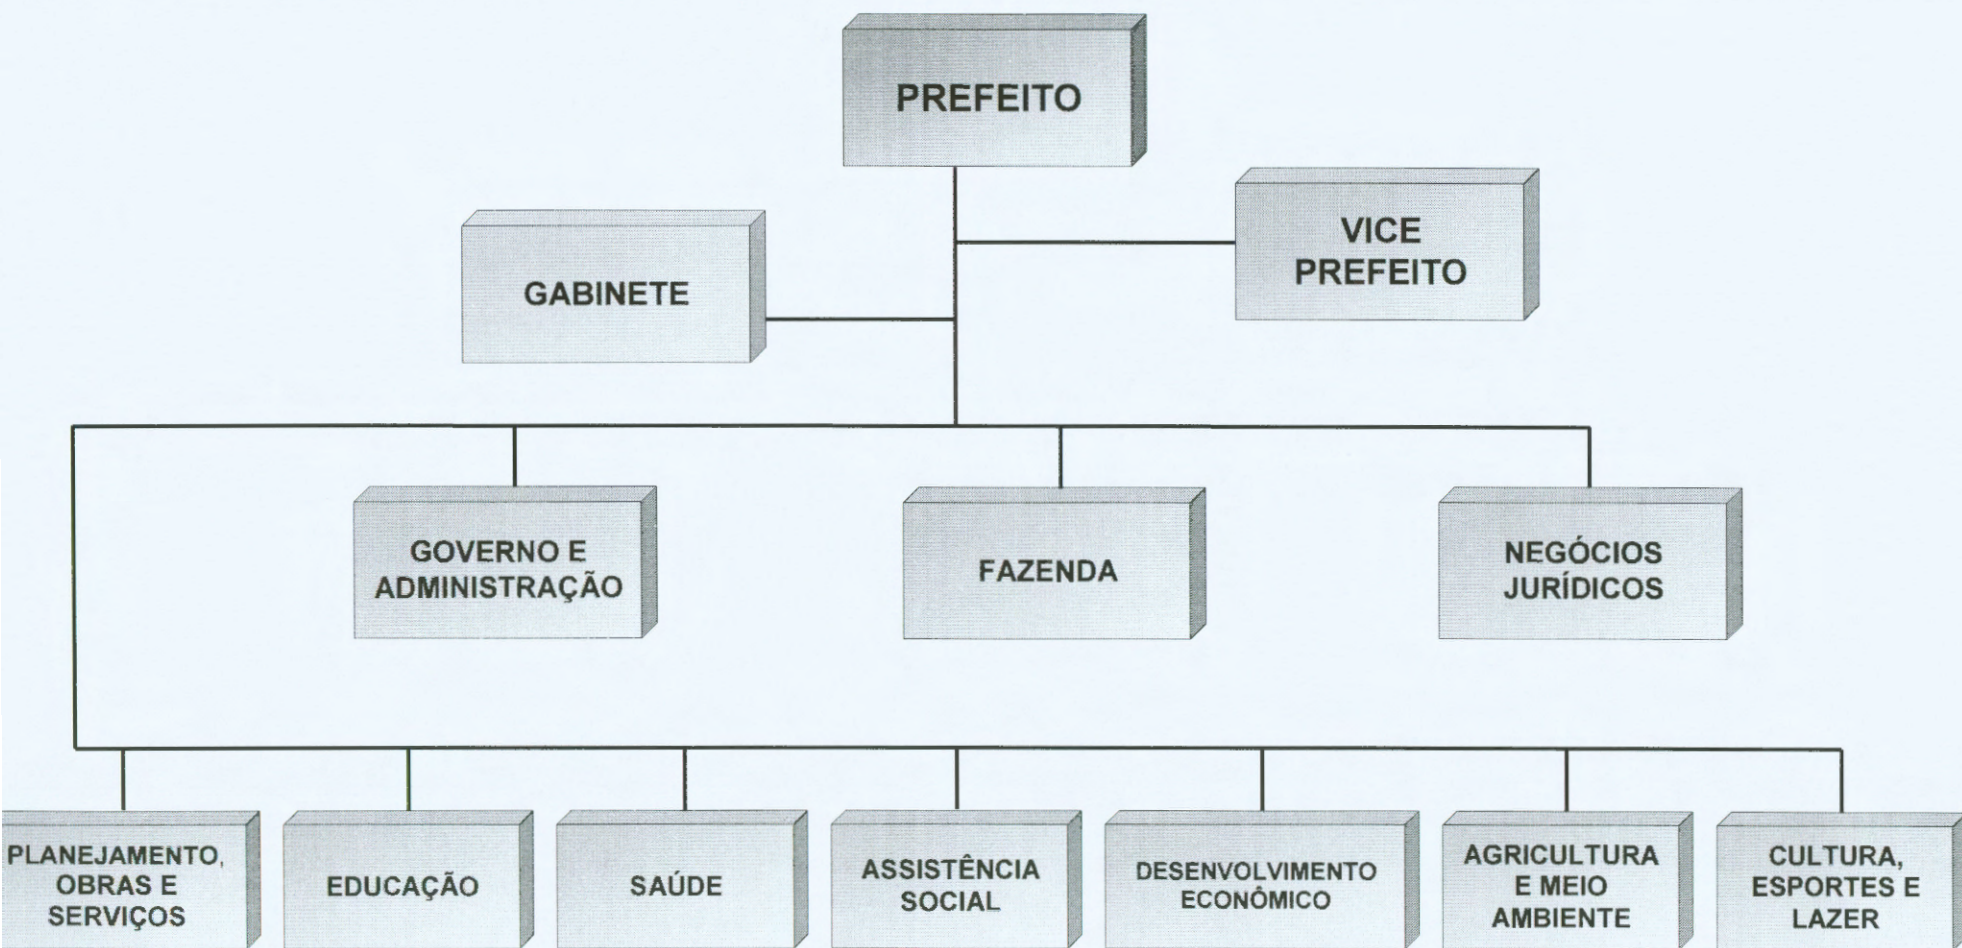 PREFEITO
VICE
PREFEITO
GABINETE
GOVERNO E
ADMINISTRAÇÃO
FAZENDA
NEGÓCIOS
JURÍDICOS
PLANEJAMENTO,
OBRAS E
SERVIÇOS
EDUCAÇÃO
SAÚDE
ASSISTÊNCIA
SOCIAL
DESENVOLVIMENTO
ECONÔMICO
AGRICULTURA
E MEIO
AMBIENTE
CULTURA,
ESPORTES E
LAZER